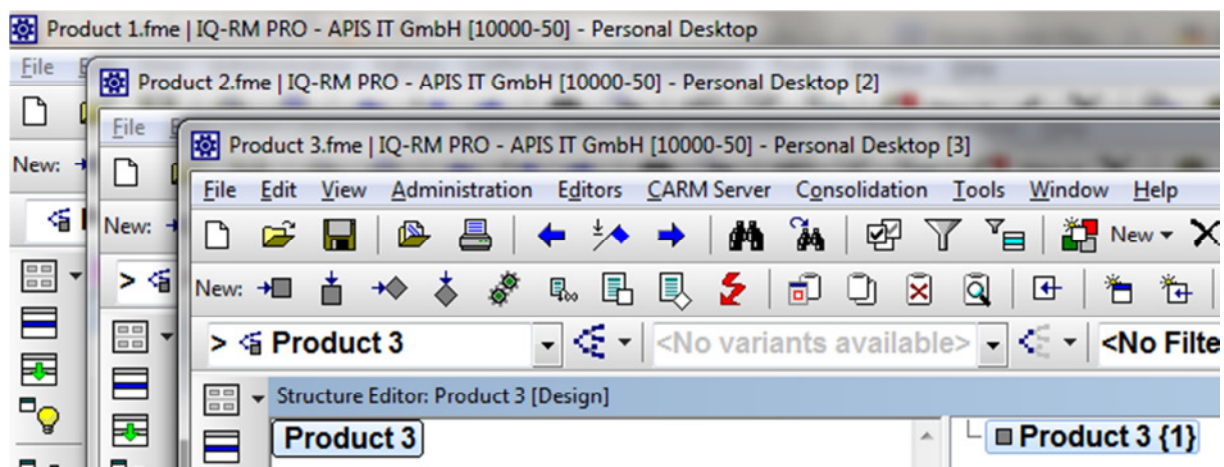 Product 1.fme | IQ-RM PRO - APIS IT GmbH [10000-50] - Personal Desktop
File
Product 2.fme | IQ-RM PRO - APIS IT GmbH [10000-50] - Personal Desktop [2]
File
Product 3.fme | IQ-RM PRO - APIS IT GmbH [10000-50] - Personal Desktop [3]
New:
File Edit View Administration Editors CARM Server Consolidation Tools Window Help
New:
New
New:
> Product 3 <No variants available> <No Filte
Structure Editor: Product 3 [Design]
Product 3 Product 3 {1}